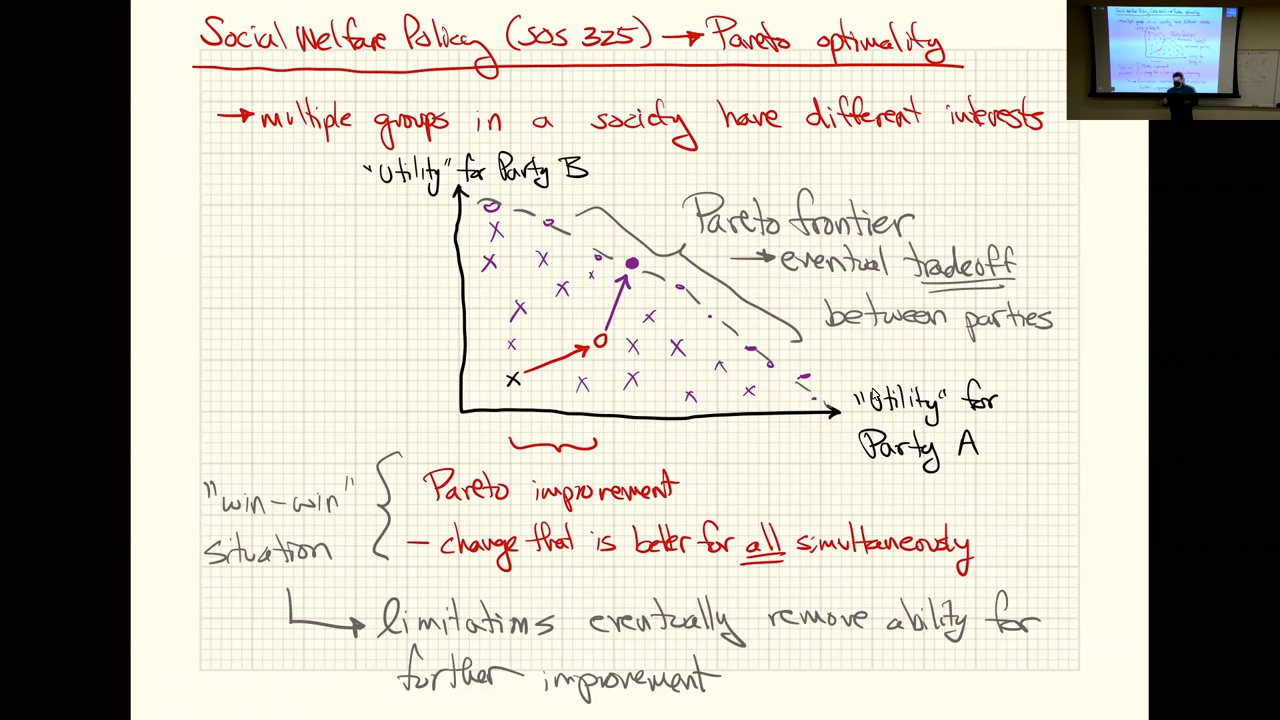 Social Welfare Policy (SOS 325) → Pareto optimality
→ multiple groups in a society have different interests
"Utility" for Party B
Pareto frontier
→ eventual tradeoff
between parties
"Utility" for
Party A
"win-win"
situation
Pareto improvement
- change that is better for all simultaneously
limitations eventually remove ability for
further improvement